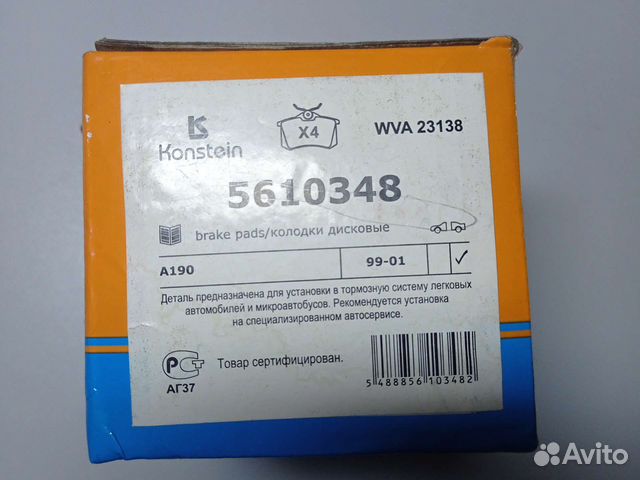 Konstein
X4
WVA 23138
5610348
brake pads/колодки дисковые
A190
99-01
✓
Деталь предназначена для установки в тормозную систему легковых
автомобилей и микроавтобусов. Рекомендуется установка
на специализированном автосервисе.
РСТ
АГ37
Товар сертифицирован.
5 488856 103482
Avito